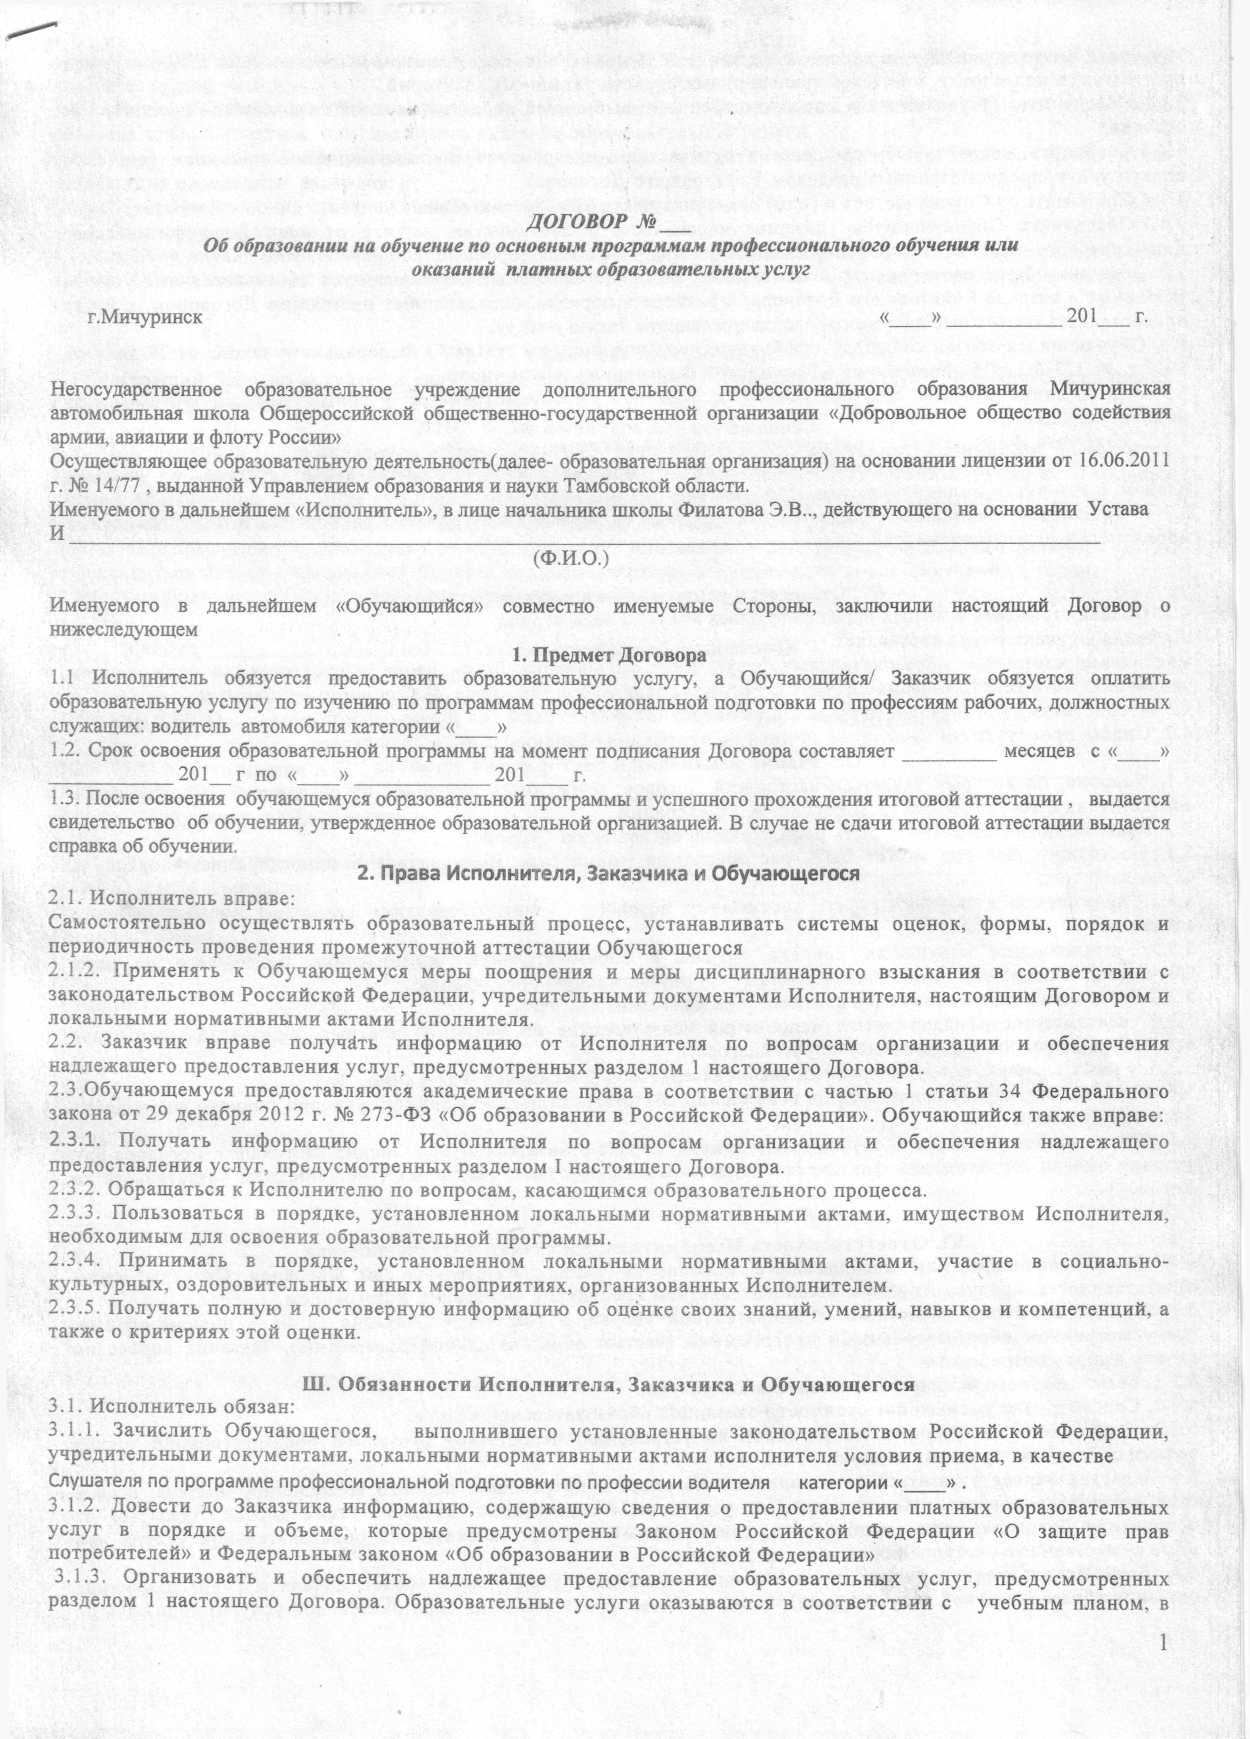 ДОГОВОР № ___
Об образовании на обучение по основным программам профессионального обучения или
оказаний платных образовательных услуг
г.Мичуринск «____» ___________ 201___ г.
Негосударственное образовательное учреждение дополнительного профессионального образования Мичуринская
автомобильная школа Общероссийской общественно-государственной организации «Добровольное общество содействия
армии, авиации и флоту России»
Осуществляющее образовательную деятельность(далее- образовательная организация) на основании лицензии от 16.06.2011
г. № 14/77 , выданной Управлением образования и науки Тамбовской области.
Именуемого в дальнейшем «Исполнитель», в лице начальника школы Филатова Э.В.., действующего на основании Устава
И ______________________________________________________________________________
(Ф.И.О.)
Именуемого в дальнейшем «Обучающийся» совместно именуемые Стороны, заключили настоящий Договор о
нижеследующем
1. Предмет Договора
1.1 Исполнитель обязуется предоставить образовательную услугу, а Обучающийся/ Заказчик обязуется оплатить
образовательную услугу по изучению по программам профессиональной подготовки по профессиям рабочих, должностных
служащих: водитель автомобиля категории «____»
1.2. Срок освоения образовательной программы на момент подписания Договора составляет _________ месяцев с «____»
____________ 201__ г по «____» _____________ 201____ г.
1.3. После освоения обучающемуся образовательной программы и успешного прохождения итоговой аттестации , выдается
свидетельство об обучении, утвержденное образовательной организацией. В случае не сдачи итоговой аттестации выдается
справка об обучении.
2. Права Исполнителя, Заказчика и Обучающегося
2.1. Исполнитель вправе:
Самостоятельно осуществлять образовательный процесс, устанавливать системы оценок, формы, порядок и
периодичность проведения промежуточной аттестации Обучающегося
2.1.2. Применять к Обучающемуся меры поощрения и меры дисциплинарного взыскания в соответствии с
законодательством Российской Федерации, учредительными документами Исполнителя, настоящим Договором и
локальными нормативными актами Исполнителя.
2.2. Заказчик вправе получать информацию от Исполнителя по вопросам организации и обеспечения
надлежащего предоставления услуг, предусмотренных разделом 1 настоящего Договора.
2.3.Обучающемуся предоставляются академические права в соответствии с частью 1 статьи 34 Федерального
закона от 29 декабря 2012 г. № 273-ФЗ «Об образовании в Российской Федерации». Обучающийся также вправе:
2.3.1. Получать информацию от Исполнителя по вопросам организации и обеспечения надлежащего
предоставления услуг, предусмотренных разделом I настоящего Договора.
2.3.2. Обращаться к Исполнителю по вопросам, касающимся образовательного процесса.
2.3.3. Пользоваться в порядке, установленном локальными нормативными актами, имуществом Исполнителя,
необходимым для освоения образовательной программы.
2.3.4. Принимать в порядке, установленном локальными нормативными актами, участие в социально-
культурных, оздоровительных и иных мероприятиях, организованных Исполнителем.
2.3.5. Получать полную и достоверную информацию об оценке своих знаний, умений, навыков и компетенций, а
также о критериях этой оценки.
Ш. Обязанности Исполнителя, Заказчика и Обучающегося
3.1. Исполнитель обязан:
3.1.1. Зачислить Обучающегося, выполнившего установленные законодательством Российской Федерации,
учредительными документами, локальными нормативными актами исполнителя условия приема, в качестве
Слушателя по программе профессиональной подготовки по профессии водителя категории «____» .
3.1.2. Довести до Заказчика информацию, содержащую сведения о предоставлении платных образовательных
услуг в порядке и объеме, которые предусмотрены Законом Российской Федерации «О защите прав
потребителей» и Федеральным законом «Об образовании в Российской Федерации»
3.1.3. Организовать и обеспечить надлежащее предоставление образовательных услуг, предусмотренных
разделом 1 настоящего Договора. Образовательные услуги оказываются в соответствии с учебным планом, в
1